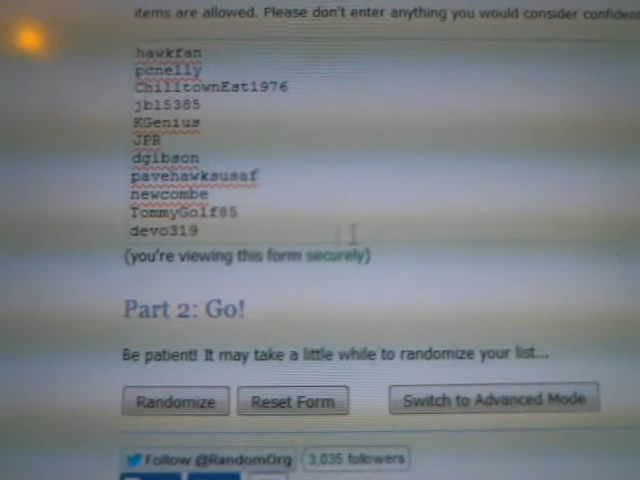 items are allowed. Please don't enter anything you would consider confiden
hawkfan
pcnelly
ChilltownEst1976
jb15385
KGenius
JPR
dgibson
pavehawksusaf
newcombe
TommyGolf85
devo319
(you're viewing this form securely)
Part 2: Go!
Be patient! It may take a little while to randomize your list...
Randomize Reset Form Switch to Advanced Mode
Follow @RandomOrg 3,035 followers